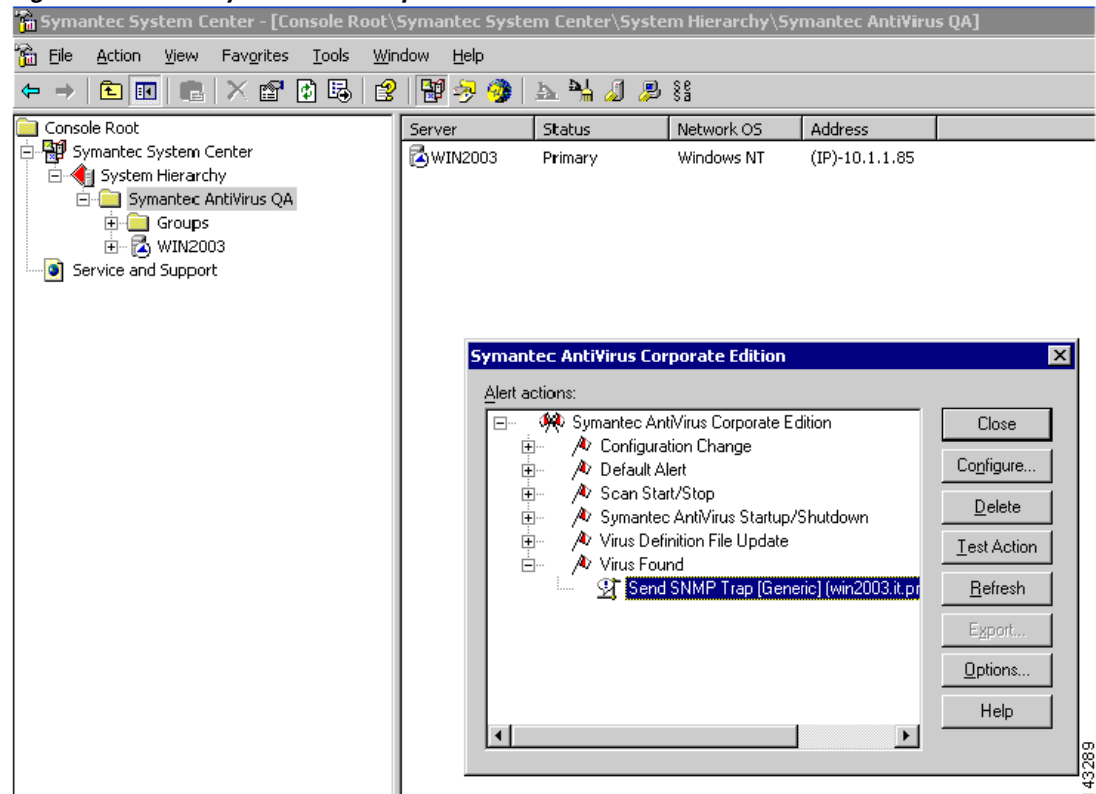 Symantec System Center - [Console Root\Symantec System Center\System Hierarchy\Symantec AntiVirus QA]
File Action View Favorites Tools Window Help
Console Root
Symantec System Center
System Hierarchy
Symantec AntiVirus QA
Groups
WIN2003
Service and Support
Server Status Network OS Address
WIN2003 Primary Windows NT (IP)-10.1.1.85
Symantec AntiVirus Corporate Edition
Alert actions:
Symantec AntiVirus Corporate Edition
Configuration Change
Default Alert
Scan Start/Stop
Symantec AntiVirus Startup/Shutdown
Virus Definition File Update
Virus Found
Send SNMP Trap [Generic] (win2003.it.pr
Close
Configure...
Delete
Test Action
Refresh
Export...
Options...
Help
143289